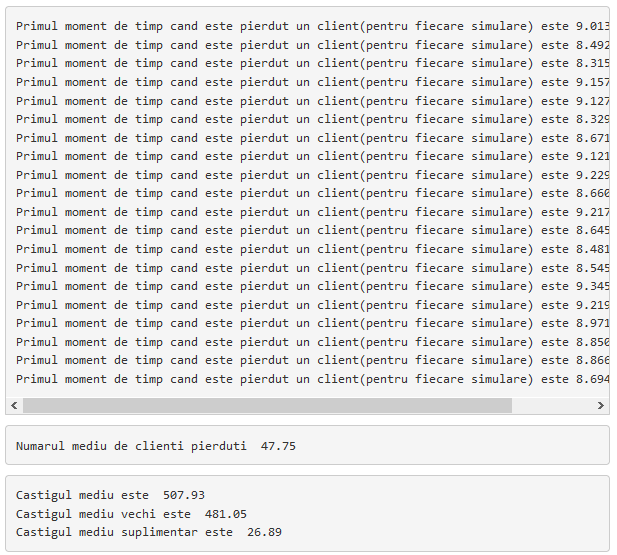 Primul moment de timp cand este pierdut un client(pentru fiecare simulare) este 9.013
Primul moment de timp cand este pierdut un client(pentru fiecare simulare) este 8.492
Primul moment de timp cand este pierdut un client(pentru fiecare simulare) este 8.315
Primul moment de timp cand este pierdut un client(pentru fiecare simulare) este 9.157
Primul moment de timp cand este pierdut un client(pentru fiecare simulare) este 9.127
Primul moment de timp cand este pierdut un client(pentru fiecare simulare) este 8.329
Primul moment de timp cand este pierdut un client(pentru fiecare simulare) este 8.671
Primul moment de timp cand este pierdut un client(pentru fiecare simulare) este 9.121
Primul moment de timp cand este pierdut un client(pentru fiecare simulare) este 9.229
Primul moment de timp cand este pierdut un client(pentru fiecare simulare) este 8.660
Primul moment de timp cand este pierdut un client(pentru fiecare simulare) este 9.217
Primul moment de timp cand este pierdut un client(pentru fiecare simulare) este 8.645
Primul moment de timp cand este pierdut un client(pentru fiecare simulare) este 8.481
Primul moment de timp cand este pierdut un client(pentru fiecare simulare) este 8.545
Primul moment de timp cand este pierdut un client(pentru fiecare simulare) este 9.345
Primul moment de timp cand este pierdut un client(pentru fiecare simulare) este 9.219
Primul moment de timp cand este pierdut un client(pentru fiecare simulare) este 8.971
Primul moment de timp cand este pierdut un client(pentru fiecare simulare) este 8.850
Primul moment de timp cand este pierdut un client(pentru fiecare simulare) este 8.866
Primul moment de timp cand este pierdut un client(pentru fiecare simulare) este 8.694
Numarul mediu de clienti pierduti  47.75
Castigul mediu este  507.93
Castigul mediu vechi este  481.05
Castigul mediu suplimentar este  26.89